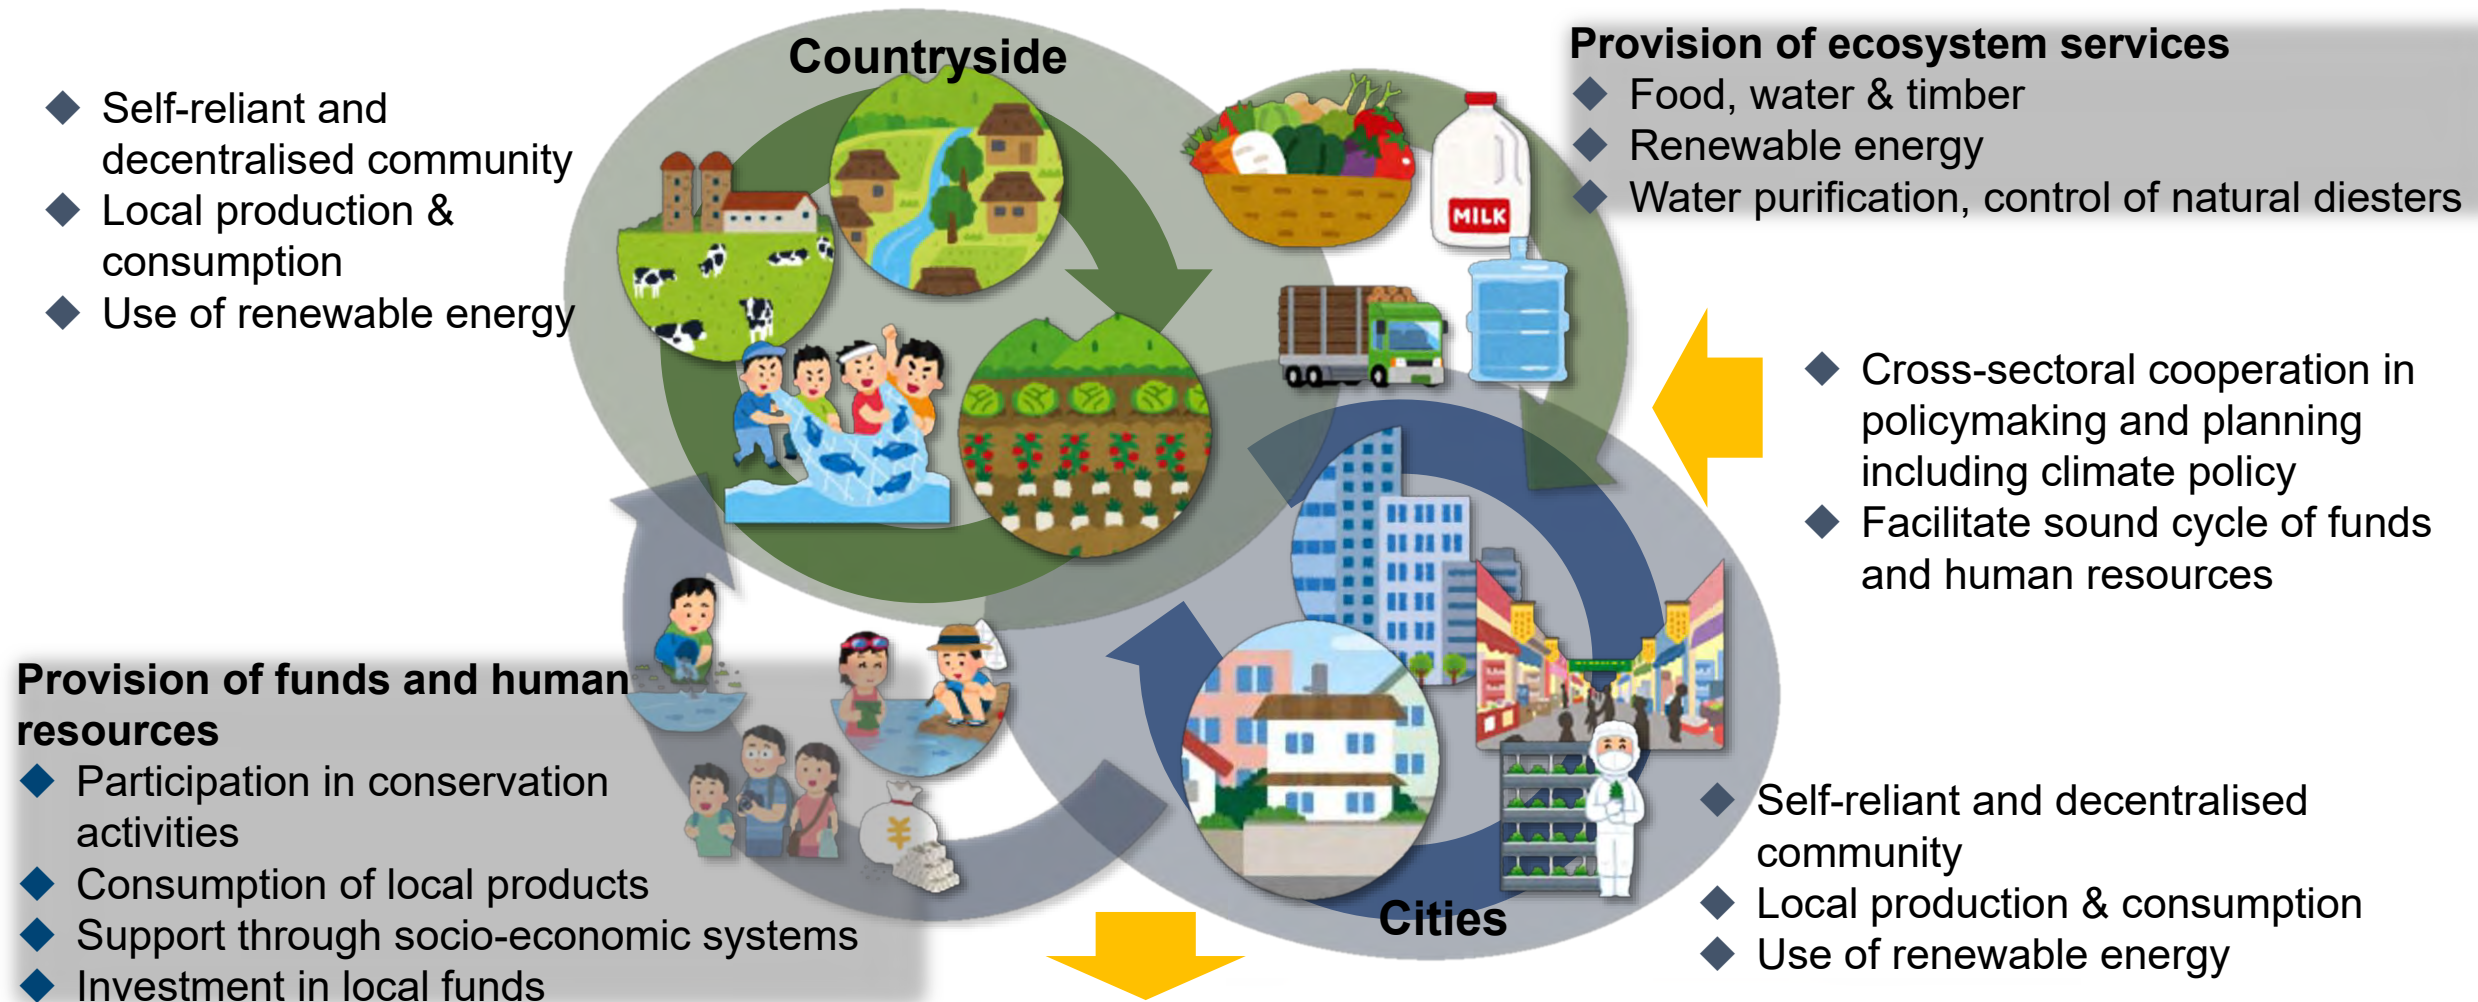 Countryside
◆ Self-reliant and
decentralised community
◆ Local production &
consumption
◆ Use of renewable energy
Provision of ecosystem services
◆ Food, water & timber
◆ Renewable energy
◆ Water purification, control of natural diesters
MILK
◆ Cross-sectoral cooperation in
policymaking and planning
including climate policy
◆ Facilitate sound cycle of funds
and human resources
Provision of funds and human
resources
◆ Participation in conservation
activities
◆ Consumption of local products
◆ Support through socio-economic systems
◆ Investment in local funds
¥
Cities
◆ Self-reliant and decentralised
community
◆ Local production & consumption
◆ Use of renewable energy